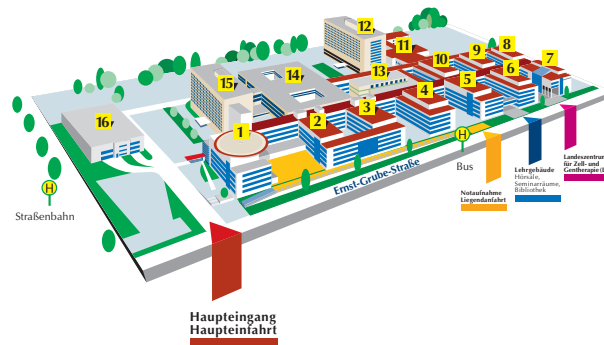 12
8
11
9
7
10
6
13
14
5
15
4
3
2
16
1
H
Bus
Ernst-Grube-Straße
H
Straßenbahn
Notaufnahme
Liegendanfahrt
Lehrgebäude
Hörsäle,
Seminarräume,
Bibliothek
Landeszentrum
für Zell- und
Gentherapie
Haupteingang
Haupteinfahrt